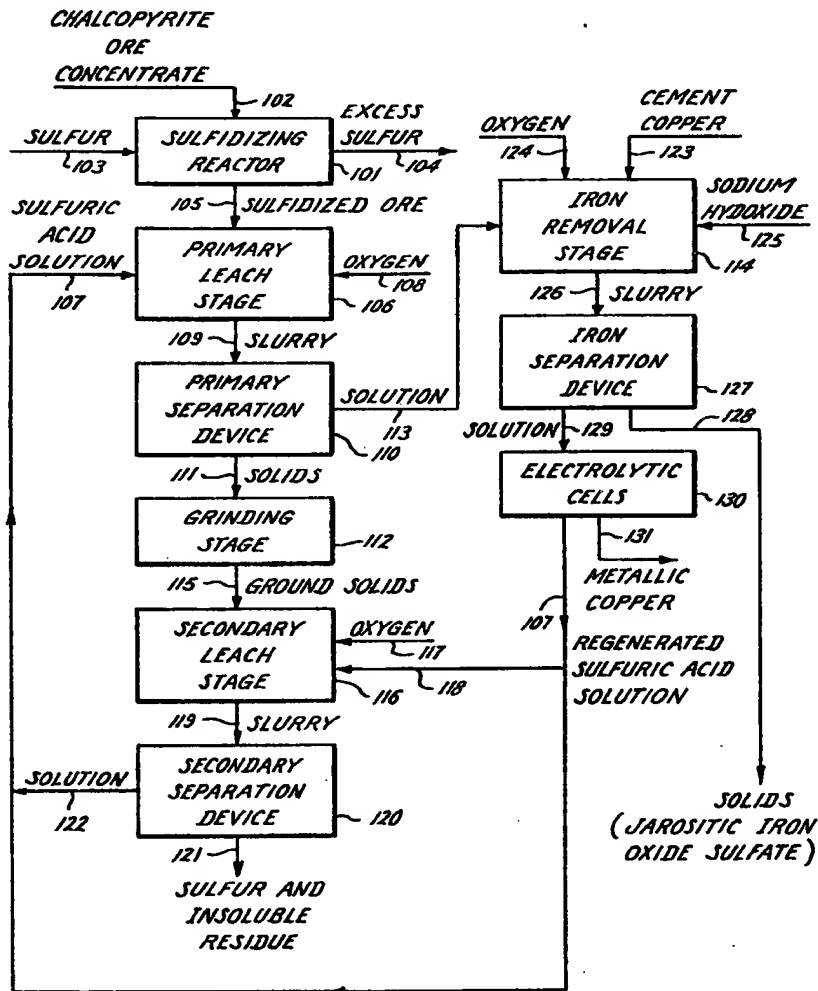 CHALCOPYRITE
ORE
CONCENTRATE
102
SULFUR
103
SULFIDIZING
REACTOR
101
EXCESS
SULFUR
104
105
SULFIDIZED ORE
SULFURIC
ACID
SOLUTION
107
PRIMARY
LEACH
STAGE
106
OXYGEN
108
109
SLURRY
PRIMARY
SEPARATION
DEVICE
110
SOLUTION
113
111
SOLIDS
GRINDING
STAGE
112
115
GROUND SOLIDS
SECONDARY
LEACH
STAGE
116
OXYGEN
117
118
119
SLURRY
SECONDARY
SEPARATION
DEVICE
120
SOLUTION
122
121
SULFUR AND
INSOLUBLE
RESIDUE
OXYGEN
124
CEMENT
COPPER
123
IRON
REMOVAL
STAGE
114
SODIUM
HYDOXIDE
125
126
SLURRY
IRON
SEPARATION
DEVICE
127
128
SOLUTION
129
ELECTROLYTIC
CELLS
130
131
METALLIC
COPPER
107
REGENERATED
SULFURIC ACID
SOLUTION
SOLIDS
(JAROSITIC IRON
OXIDE SULFATE)